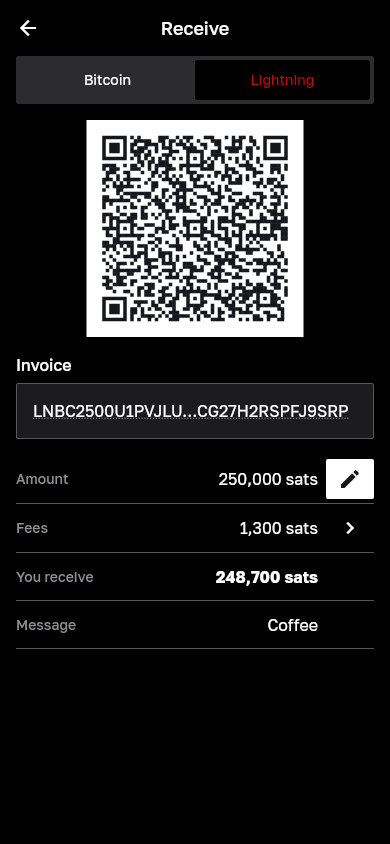 Receive
Bitcoin
Lightning
Invoice
LNBC2500U1PVJLU...CG27H2RSPFJ9SRP
Amount
250,000 sats
Fees
1,300 sats
You receive
248,700 sats
Message
Coffee